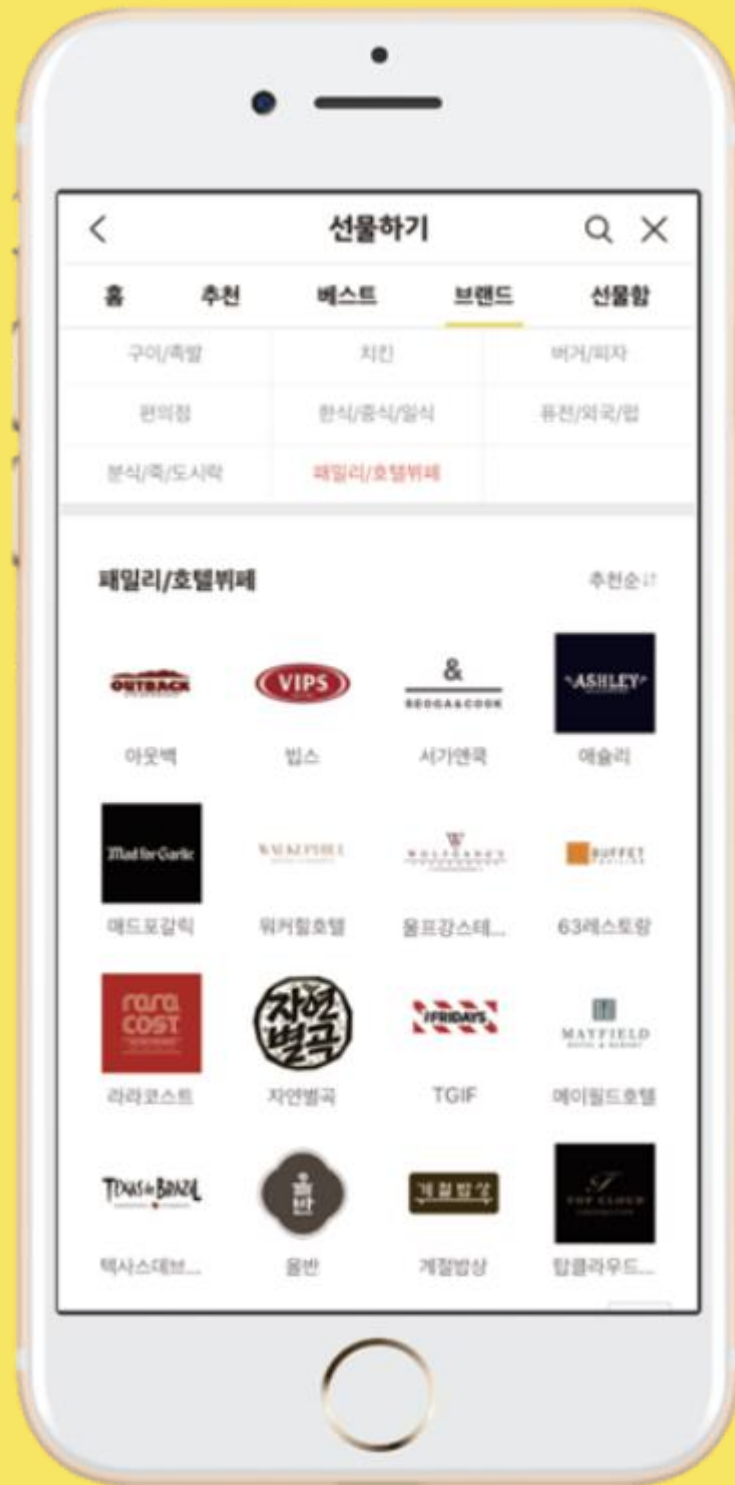 선물하기
홈 추천 베스트 브랜드 선물함
구이/족발 치킨 버거/피자
편의점 한식/중식/일식 퓨전/외국/펍
분식/죽/도시락 패밀리/호텔뷔페
패밀리/호텔뷔페 추천순
OUTBACK VIPS & SEOGA&COOK ASHLEY
아웃백 빕스 서가앤쿡 애슐리
Mad for Garlic WALKERHILL W WOLFGANG'S BUFFET
매드포갈릭 워커힐호텔 울프강스테... 63레스토랑
rara COST 자연별곡 FRIDAYS MAYFIELD
라라코스트 자연별곡 TGIF 메이필드호텔
TEXAS de BRAZIL 올반 계절밥상 T TOP CLOUD
텍사스데브... 올반 계절밥상 탑클라우드...